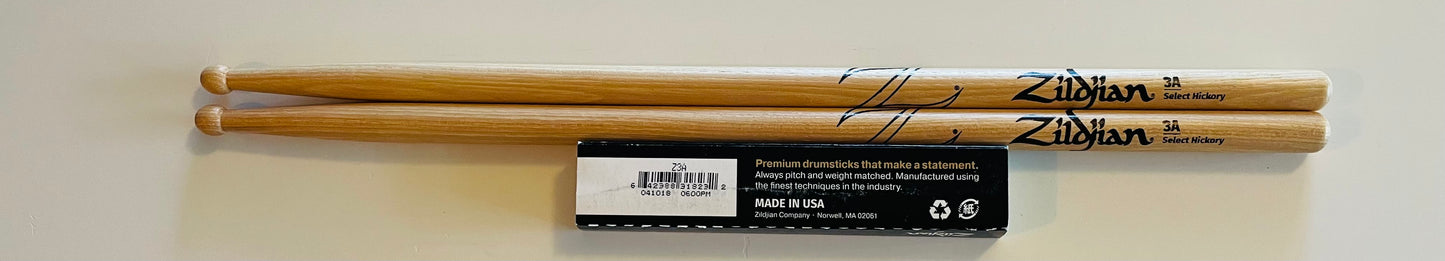 Zildjian® 3A
Select Hickory
Zildjian® 3A
Select Hickory
Z3A
6 42388 31823 2
041018 0600PM
Premium drumsticks that make a statement.
Always pitch and weight matched. Manufactured using
the finest techniques in the industry.
MADE IN USA
Zildjian Company · Norwell, MA 02061
紙
Zildjian